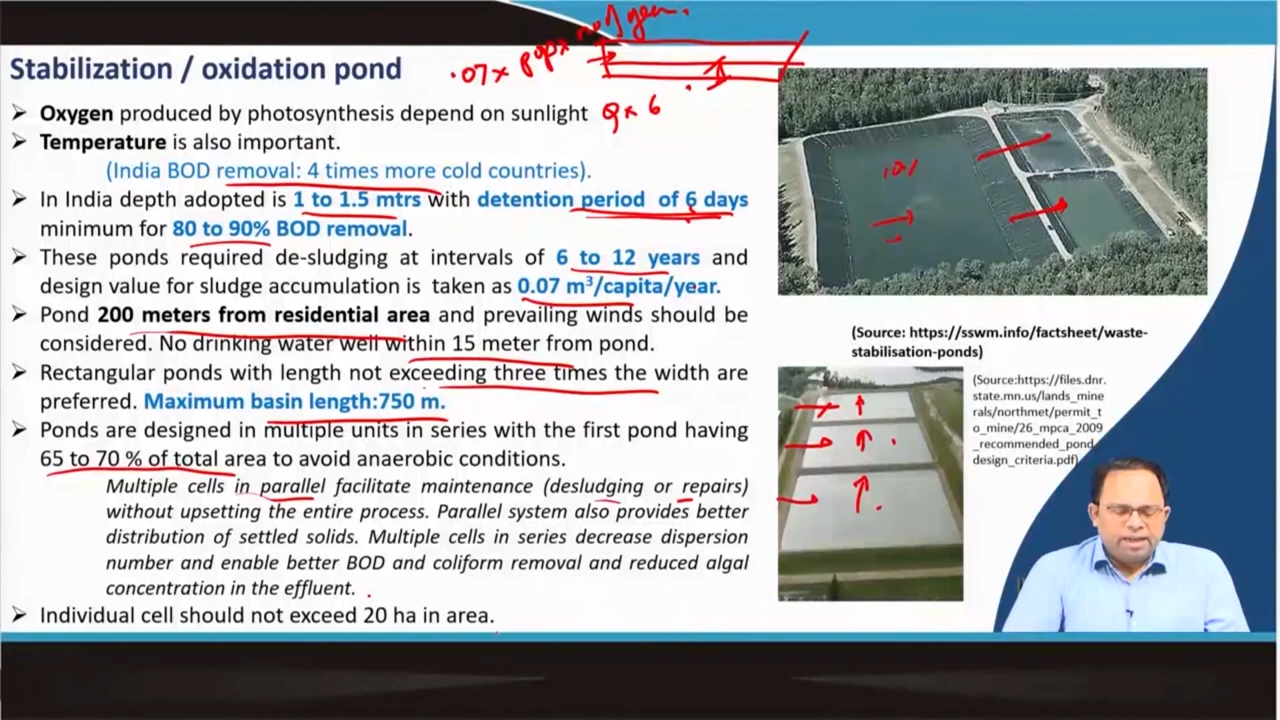 Stabilization / oxidation pond
.07 ×
Q × 6
➢ Oxygen produced by photosynthesis depend on sunlight
➢ Temperature is also important.
(India BOD removal: 4 times more cold countries).
➢ In India depth adopted is 1 to 1.5 mtrs with detention period of 6 days
minimum for 80 to 90% BOD removal.
➢ These ponds required de-sludging at intervals of 6 to 12 years and
design value for sludge accumulation is taken as 0.07 m³/capita/year.
➢ Pond 200 meters from residential area and prevailing winds should be
considered. No drinking water well within 15 meter from pond.
➢ Rectangular ponds with length not exceeding three times the width are
preferred. Maximum basin length:750 m.
➢ Ponds are designed in multiple units in series with the first pond having
65 to 70 % of total area to avoid anaerobic conditions.
Multiple cells in parallel facilitate maintenance (desludging or repairs)
without upsetting the entire process. Parallel system also provides better
distribution of settled solids. Multiple cells in series decrease dispersion
number and enable better BOD and coliform removal and reduced algal
concentration in the effluent.
➢ Individual cell should not exceed 20 ha in area.
(Source: https://sswm.info/factsheet/waste-
stabilisation-ponds)
(Source:https://files.dnr.
state.mn.us/lands_mine
rals/northmet/permit_t
o_mine/26_mpca_2009
_recommended_pond_
design_criteria.pdf)